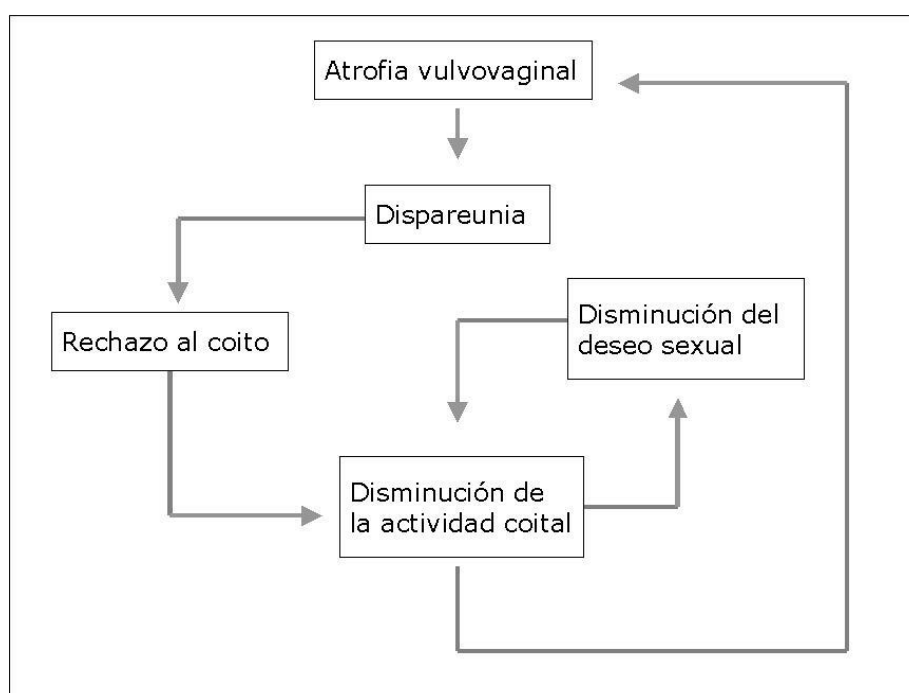 Atrofia vulvovaginal
Dispareunia
Rechazo al coito
Disminución del
deseo sexual
Disminución de
la actividad coital